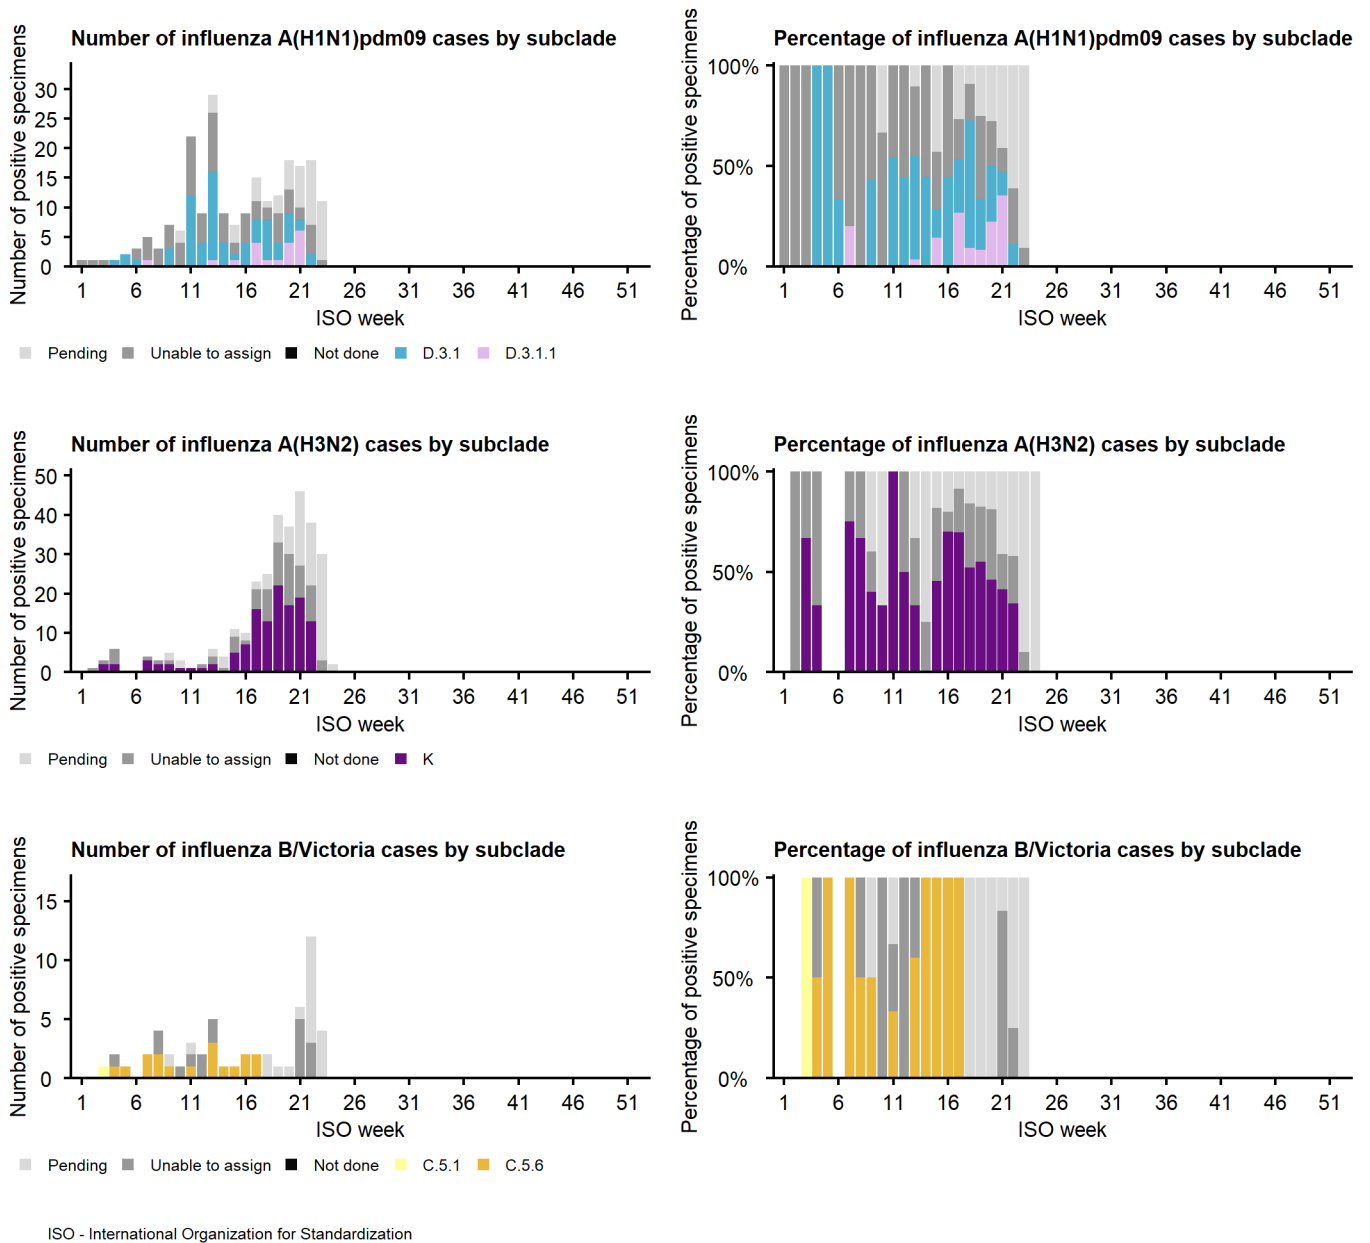 Number of influenza A(H1N1)pdm09 cases by subclade
Number of positive specimens
30
25
20
15
10
5
0
1 6 11 16 21 26 31 36 41 46 51
ISO week
Pending Unable to assign Not done D.3.1 D.3.1.1
Percentage of influenza A(H1N1)pdm09 cases by subclade
Percentage of positive specimens
100%
50%
0%
1 6 11 16 21 26 31 36 41 46 51
ISO week
Number of influenza A(H3N2) cases by subclade
Number of positive specimens
50
40
30
20
10
0
1 6 11 16 21 26 31 36 41 46 51
ISO week
Pending Unable to assign Not done K
Percentage of influenza A(H3N2) cases by subclade
Percentage of positive specimens
100%
50%
0%
1 6 11 16 21 26 31 36 41 46 51
ISO week
Number of influenza B/Victoria cases by subclade
Number of positive specimens
15
10
5
0
1 6 11 16 21 26 31 36 41 46 51
ISO week
Pending Unable to assign Not done C.5.1 C.5.6
Percentage of influenza B/Victoria cases by subclade
Percentage of positive specimens
100%
50%
0%
1 6 11 16 21 26 31 36 41 46 51
ISO week
ISO - International Organization for Standardization